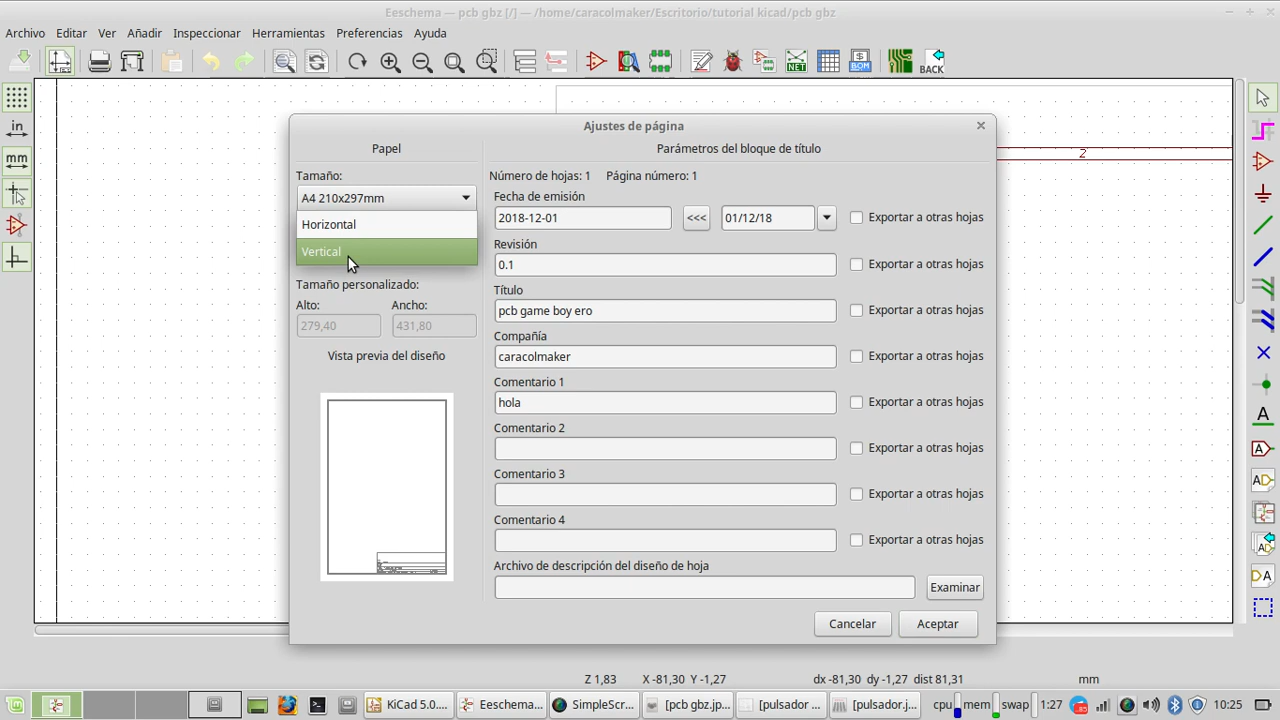 Eeschema — pcb gbz [/] — /home/caracolmaker/Escritorio/tutorial kicad/pcb gbz
Archivo Editar Ver Añadir Inspeccionar Herramientas Preferencias Ayuda
NET
BOM
BACK
in
mm
2
Ajustes de página
Papel
Parámetros del bloque de título
Tamaño:
A4 210x297mm
Horizontal
Vertical
Tamaño personalizado:
Alto: Ancho:
279,40 431,80
Vista previa del diseño
Número de hojas: 1 Página número: 1
Fecha de emisión
2018-12-01 <<< 01/12/18 Exportar a otras hojas
Revisión
0.1 Exportar a otras hojas
Título
pcb game boy ero Exportar a otras hojas
Compañía
caracolmaker Exportar a otras hojas
Comentario 1
hola Exportar a otras hojas
Comentario 2
Exportar a otras hojas
Comentario 3
Exportar a otras hojas
Comentario 4
Exportar a otras hojas
Archivo de descripción del diseño de hoja
Examinar
Cancelar Aceptar
A
A
Z 1,83 X -81,30 Y -1,27 dx -81,30 dy -1,27 dist 81,31 mm
KiCad 5.0.... Eeschema... SimpleScr... [pcb gbz.jp... [pulsador ... [pulsador.j... cpu mem swap 1:27 10:25